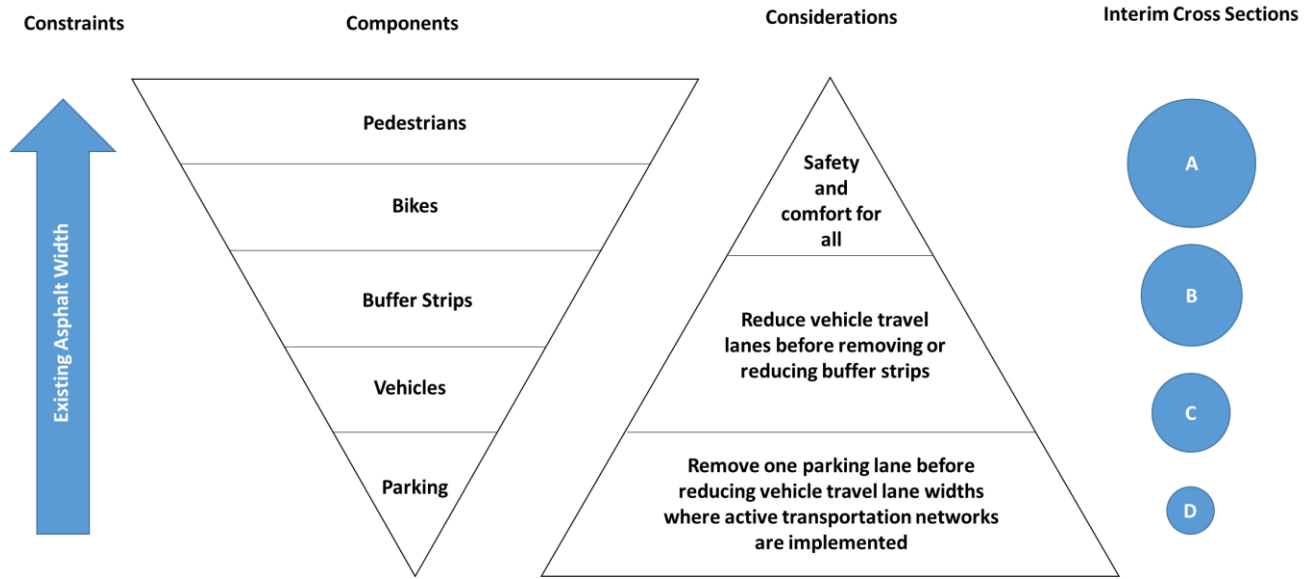 Constraints
Components
Considerations
Interim Cross Sections
Existing Asphalt Width
Pedestrians
Bikes
Buffer Strips
Vehicles
Parking
Safety
and
comfort for
all
Reduce vehicle travel
lanes before removing or
reducing buffer strips
Remove one parking lane before
reducing vehicle travel lane widths
where active transportation networks
are implemented
A
B
C
D